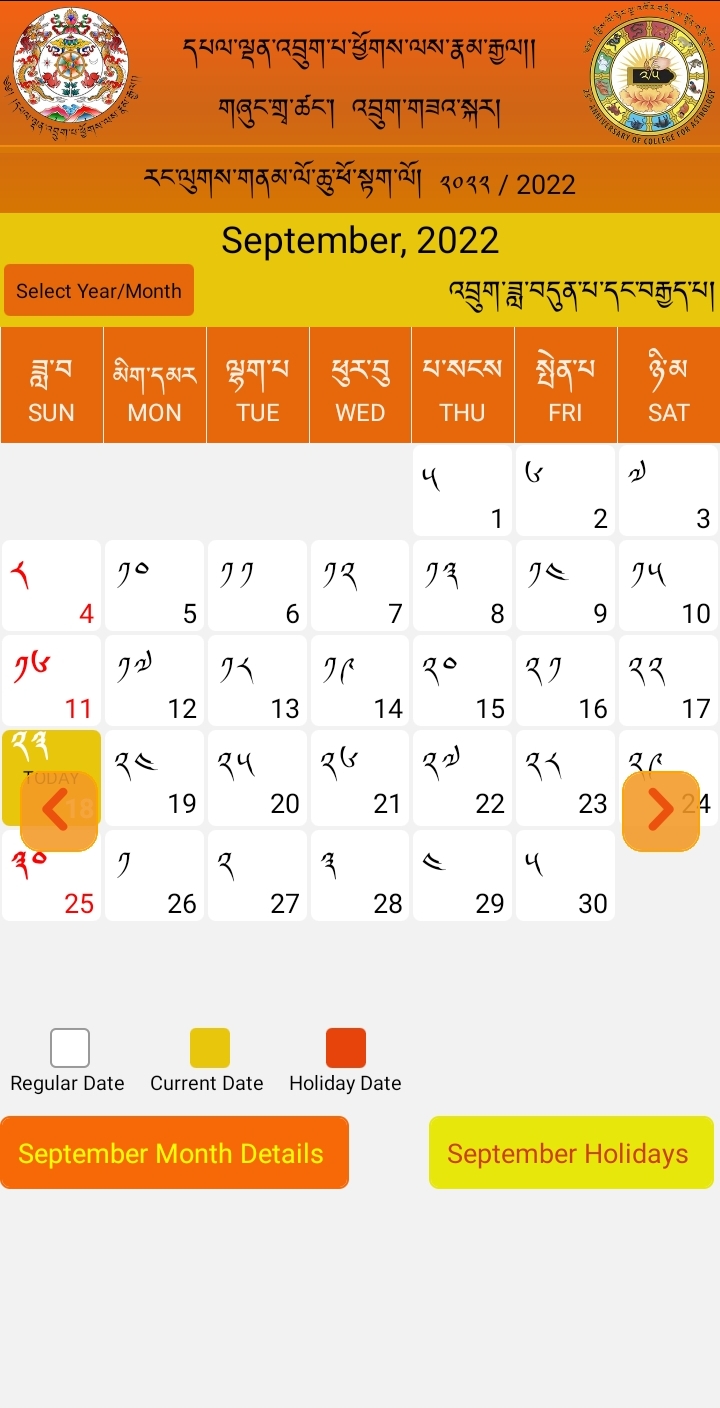 དཔལ་ལྡན་འབྲུག་པ་ཕྱོགས་ལས་རྣམ་རྒྱལ།།
གཞུང་གྲྭ་ཚང་། འབྲུག་གཟའ་སྐར།
རང་ལུགས་གནམ་ལོ་ཆུ་ཕོ་སྟག་ལོ། ༢༠༢༢ / 2022
September, 2022
Select Year/Month
འབྲུག་ཟླ་བདུན་པ་དང་བརྒྱད་པ།
ཟླ་བ མིག་དམར ལྷག་པ ཕུར་བུ པ་སངས སྤེན་པ ཉི་མ
SUN MON TUE WED THU FRI SAT
༥ ༦ ༧
1 2 3
༨ ༡༠ ༡༡ ༡༢ ༡༣ ༡༤ ༡༥
4 5 6 7 8 9 10
༡༦ ༡༧ ༡༨ ༡༩ ༢༠ ༢༡ ༢༢
11 12 13 14 15 16 17
༢༣ ༢༤ ༢༥ ༢༦ ༢༧ ༢༨ ༢༩
TODAY
18 19 20 21 22 23 24
༣༠ ༡ ༢ ༣ ༤ ༥
25 26 27 28 29 30
Regular Date Current Date Holiday Date
September Month Details September Holidays